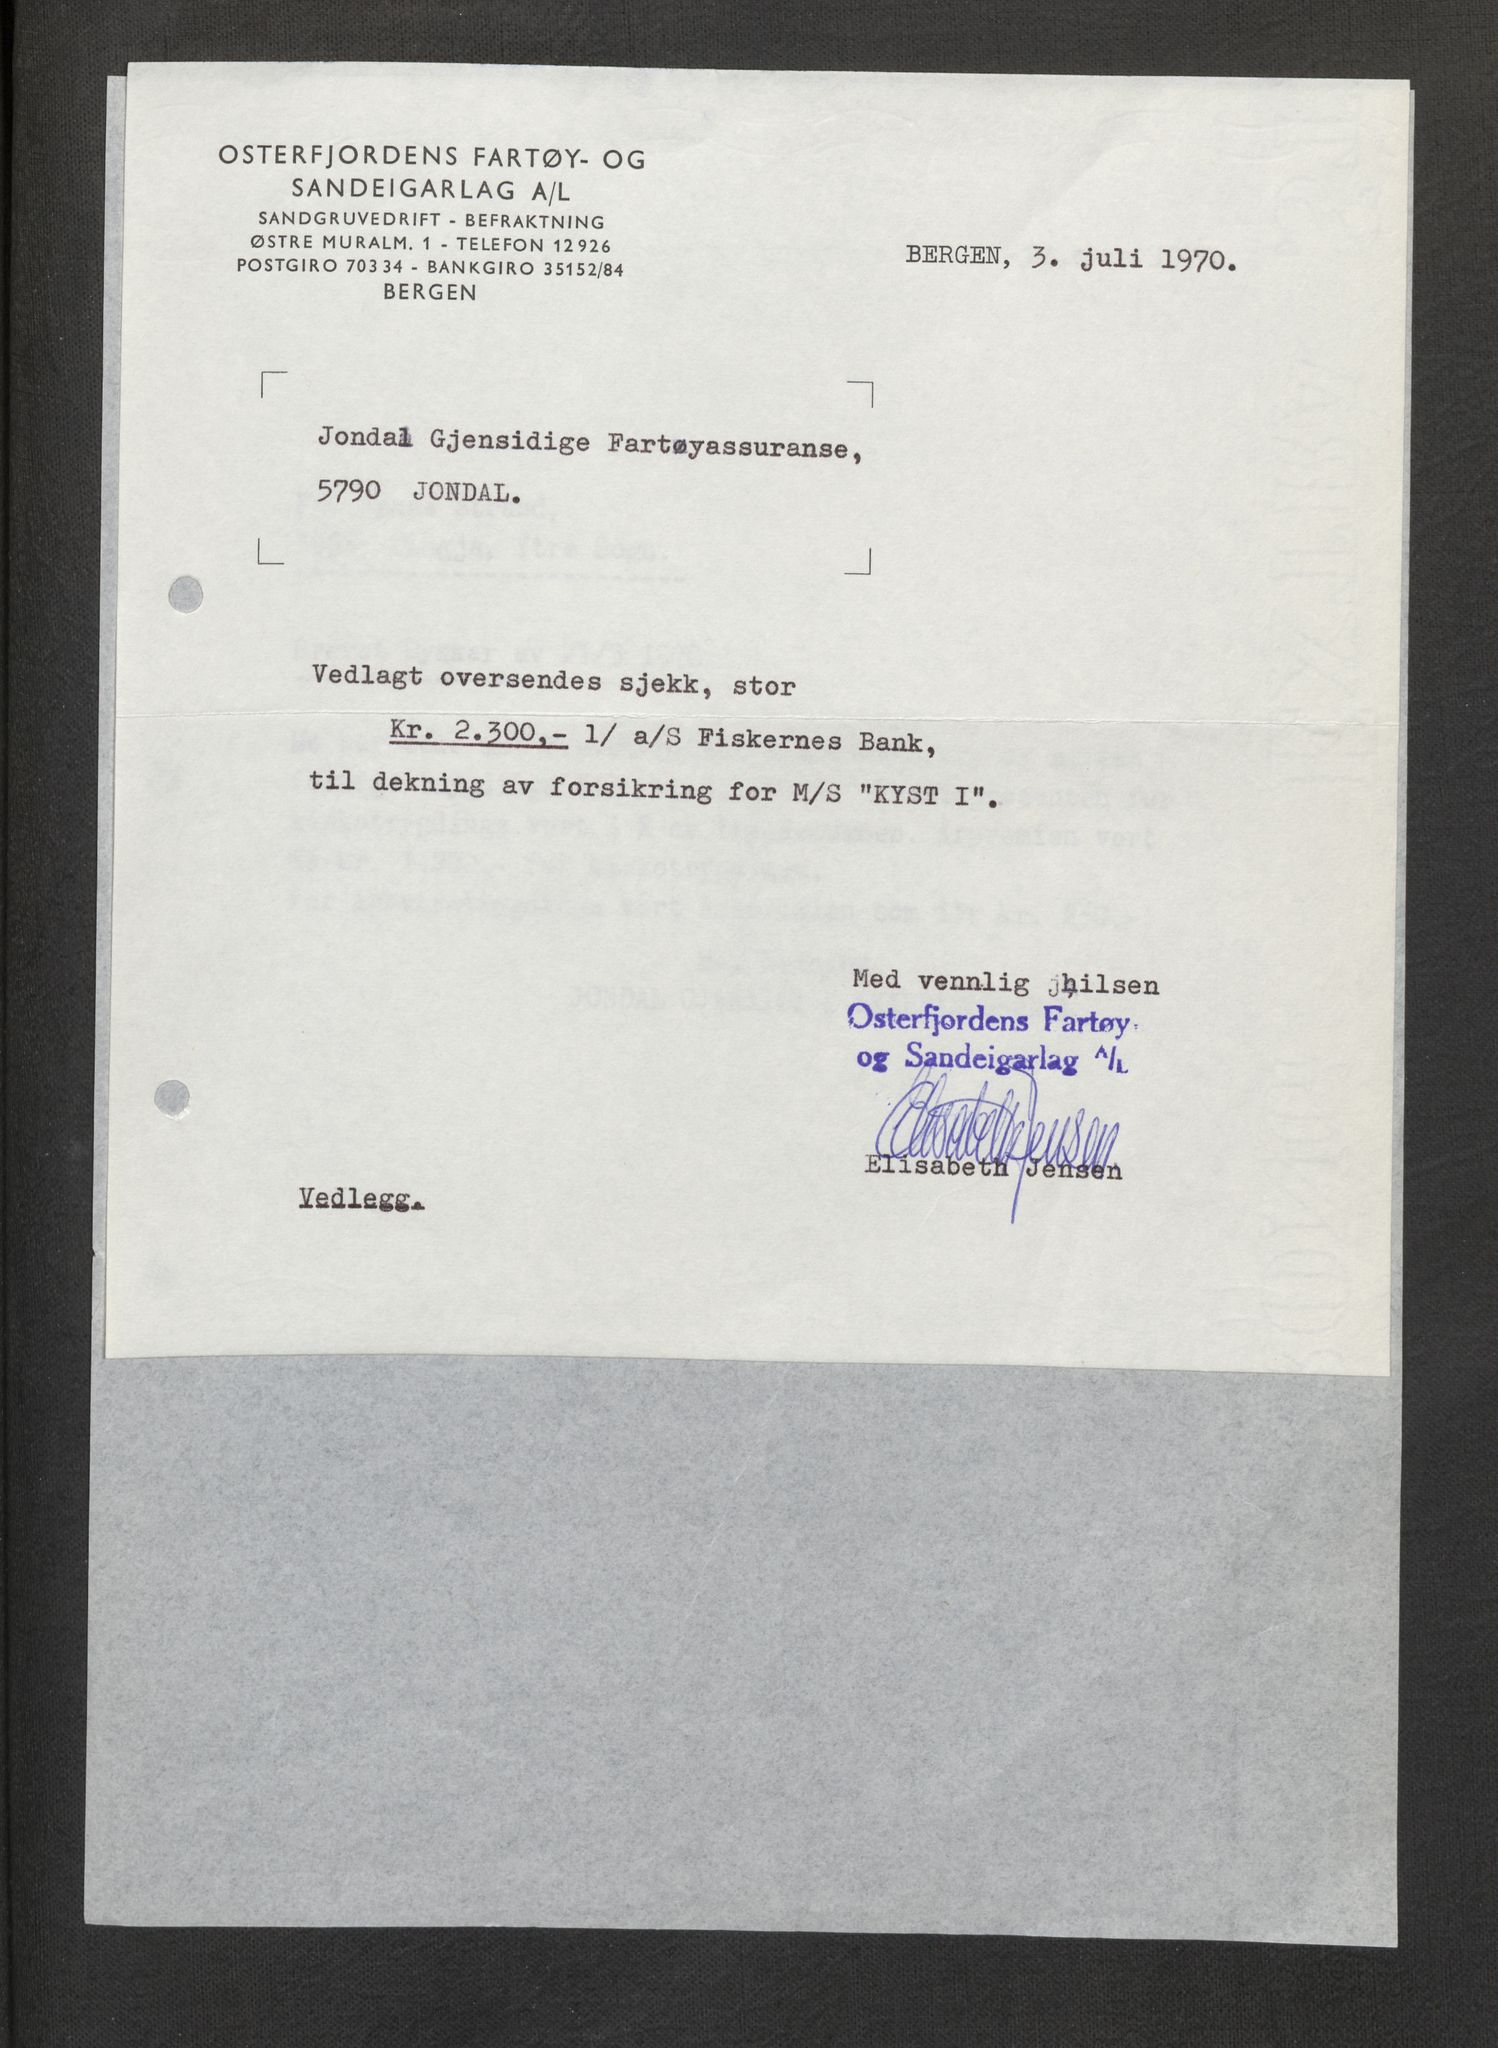 OSTERFJORDENS FARTØY- OG
SANDEIGARLAG A/L
SANDGRUVEDRIFT - BEFRAKTNING
ØSTRE MURALM. 1 - TELEFON 12926
POSTGIRO 70334 - BANKGIRO 35152/84
BERGEN
BERGEN, 3. juli 1970.
Jondal Gjensidige Fartøyassuranse,
5790 JONDAL.
Vedlagt oversendes sjekk, stor
Kr. 2.300,- l/ a/S Fiskernes Bank,
til dekning av forsikring for M/S "KYST I".
Med vennlig hilsen
Osterfjordens Fartøy-
og Sandeigarlag A/L
Elisabeth Jensen
Elisabeth Jensen
Vedlegg.